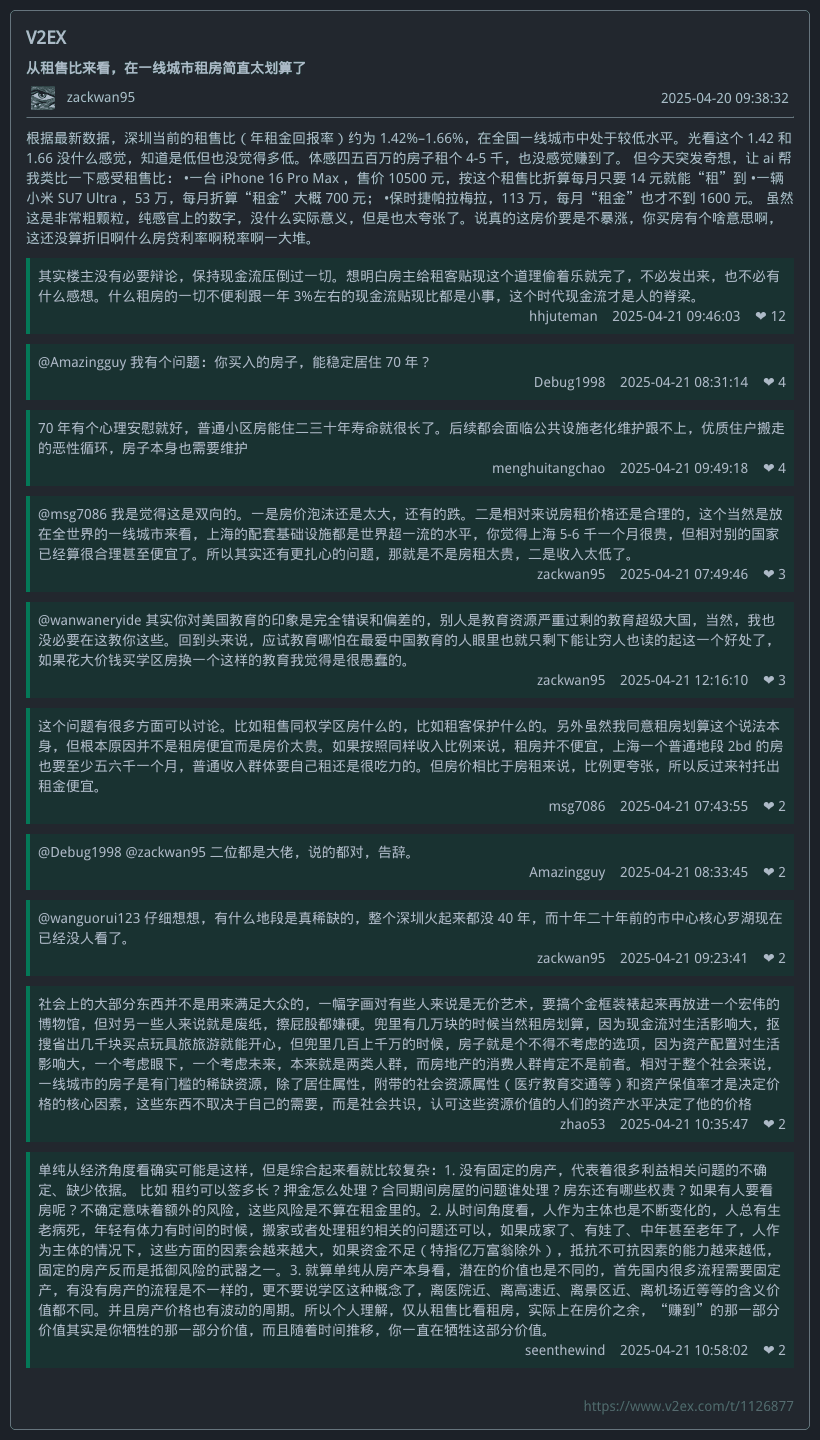 V2EX
从租售比来看，在一线城市租房简直太划算了
zackwan95
2025-04-20 09:38:32
根据最新数据，深圳当前的租售比（年租金回报率）约为 1.42%–1.66%，在全国一线城市中处于较低水平。光看这个 1.42 和
1.66 没什么感觉，知道是低但也没觉得多低。体感四五百万的房子租个 4-5 千，也没感觉赚到了。 但今天突发奇想，让 ai 帮
我类比一下感受租售比： •一台 iPhone 16 Pro Max ，售价 10500 元，按这个租售比折算每月只要 14 元就能“租”到 •一辆
小米 SU7 Ultra ，53 万，每月折算“租金”大概 700 元； •保时捷帕拉梅拉，113 万，每月“租金”也才不到 1600 元。 虽然
这是非常粗颗粒，纯感官上的数字，没什么实际意义，但是也太夸张了。说真的这房价要是不暴涨，你买房有个啥意思啊，
这还没算折旧啊什么房贷利率啊税率啊一大堆。
其实楼主没有必要辩论，保持现金流压倒过一切。想明白房主给租客贴现这个道理偷着乐就完了，不必发出来，也不必有
什么感想。什么租房的一切不便利跟一年 3%左右的现金流贴现比都是小事，这个时代现金流才是人的脊梁。
hhjuteman 2025-04-21 09:46:03 ❤ 12
@Amazingguy 我有个问题：你买入的房子，能稳定居住 70 年？
Debug1998 2025-04-21 08:31:14 ❤ 4
70 年有个心理安慰就好，普通小区房能住二三十年寿命就很长了。后续都会面临公共设施老化维护跟不上，优质住户搬走
的恶性循环，房子本身也需要维护
menghuitangchao 2025-04-21 09:49:18 ❤ 4
@msg7086 我是觉得这是双向的。一是房价泡沫还是太大，还有的跌。二是相对来说房租价格还是合理的，这个当然是放
在全世界的一线城市来看，上海的配套基础设施都是世界超一流的水平，你觉得上海 5-6 千一个月很贵，但相对别的国家
已经算很合理甚至便宜了。所以其实还有更扎心的问题，那就是不是房租太贵，二是收入太低了。
zackwan95 2025-04-21 07:49:46 ❤ 3
@wanwaneryide 其实你对美国教育的印象是完全错误和偏差的，别人是教育资源严重过剩的教育超级大国，当然，我也
没必要在这教你这些。回到头来说，应试教育哪怕在最爱中国教育的人眼里也就只剩下能让穷人也读的起这一个好处了，
如果花大价钱买学区房换一个这样的教育我觉得是很愚蠢的。
zackwan95 2025-04-21 12:16:10 ❤ 3
这个问题有很多方面可以讨论。比如租售同权学区房什么的，比如租客保护什么的。另外虽然我同意租房划算这个说法本
身，但根本原因并不是租房便宜而是房价太贵。如果按照同样收入比例来说，租房并不便宜，上海一个普通地段 2bd 的房
也要至少五六千一个月，普通收入群体要自己租还是很吃力的。但房价相比于房租来说，比例更夸张，所以反过来衬托出
租金便宜。
msg7086 2025-04-21 07:43:55 ❤ 2
@Debug1998 @zackwan95 二位都是大佬，说的都对，告辞。
Amazingguy 2025-04-21 08:33:45 ❤ 2
@wanguorui123 仔细想想，有什么地段是真稀缺的，整个深圳火起来都没 40 年，而十年二十年前的市中心核心罗湖现在
已经没人看了。
zackwan95 2025-04-21 09:23:41 ❤ 2
社会上的大部分东西并不是用来满足大众的，一幅字画对有些人来说是无价艺术，要搞个金框装裱起来再放进一个宏伟的
博物馆，但对另一些人来说就是废纸，擦屁股都嫌硬。兜里有几万块的时候当然租房划算，因为现金流对生活影响大，抠
搜省出几千块买点玩具旅旅游就能开心，但兜里几百上千万的时候，房子就是个不得不考虑的选项，因为资产配置对生活
影响大，一个考虑眼下，一个考虑未来，本来就是两类人群，而房地产的消费人群肯定不是前者。相对于整个社会来说，
一线城市的房子是有门槛的稀缺资源，除了居住属性，附带的社会资源属性（医疗教育交通等）和资产保值率才是决定价
格的核心因素，这些东西不取决于自己的需要，而是社会共识，认可这些资源价值的人们的资产水平决定了他的价格
zhao53 2025-04-21 10:35:47 ❤ 2
单纯从经济角度看确实可能是这样，但是综合起来看就比较复杂：1. 没有固定的房产，代表着很多利益相关问题的不确
定、缺少依据。 比如 租约可以签多长？押金怎么处理？合同期间房屋的问题谁处理？房东还有哪些权责？如果有人要看
房呢？不确定意味着额外的风险，这些风险是不算在租金里的。2. 从时间角度看，人作为主体也是不断变化的，人总有生
老病死，年轻有体力有时间的时候，搬家或者处理租约相关的问题还可以，如果成家了、有娃了、中年甚至老年了，人作
为主体的情况下，这些方面的因素会越来越大，如果资金不足（特指亿万富翁除外），抵抗不可抗因素的能力越来越低，
固定的房产反而是抵御风险的武器之一。3. 就算单纯从房产本身看，潜在的价值也是不同的，首先国内很多流程需要固定
产，有没有房产的流程是不一样的，更不要说学区这种概念了，离医院近、离高速近、离景区近、离机场近等等的含义价
值都不同。并且房产价格也有波动的周期。所以个人理解，仅从租售比看租房，实际上在房价之余，“赚到”的那一部分
价值其实是你牺牲的那一部分价值，而且随着时间推移，你一直在牺牲这部分价值。
seenthewind 2025-04-21 10:58:02 ❤ 2
https://www.v2ex.com/t/1126877